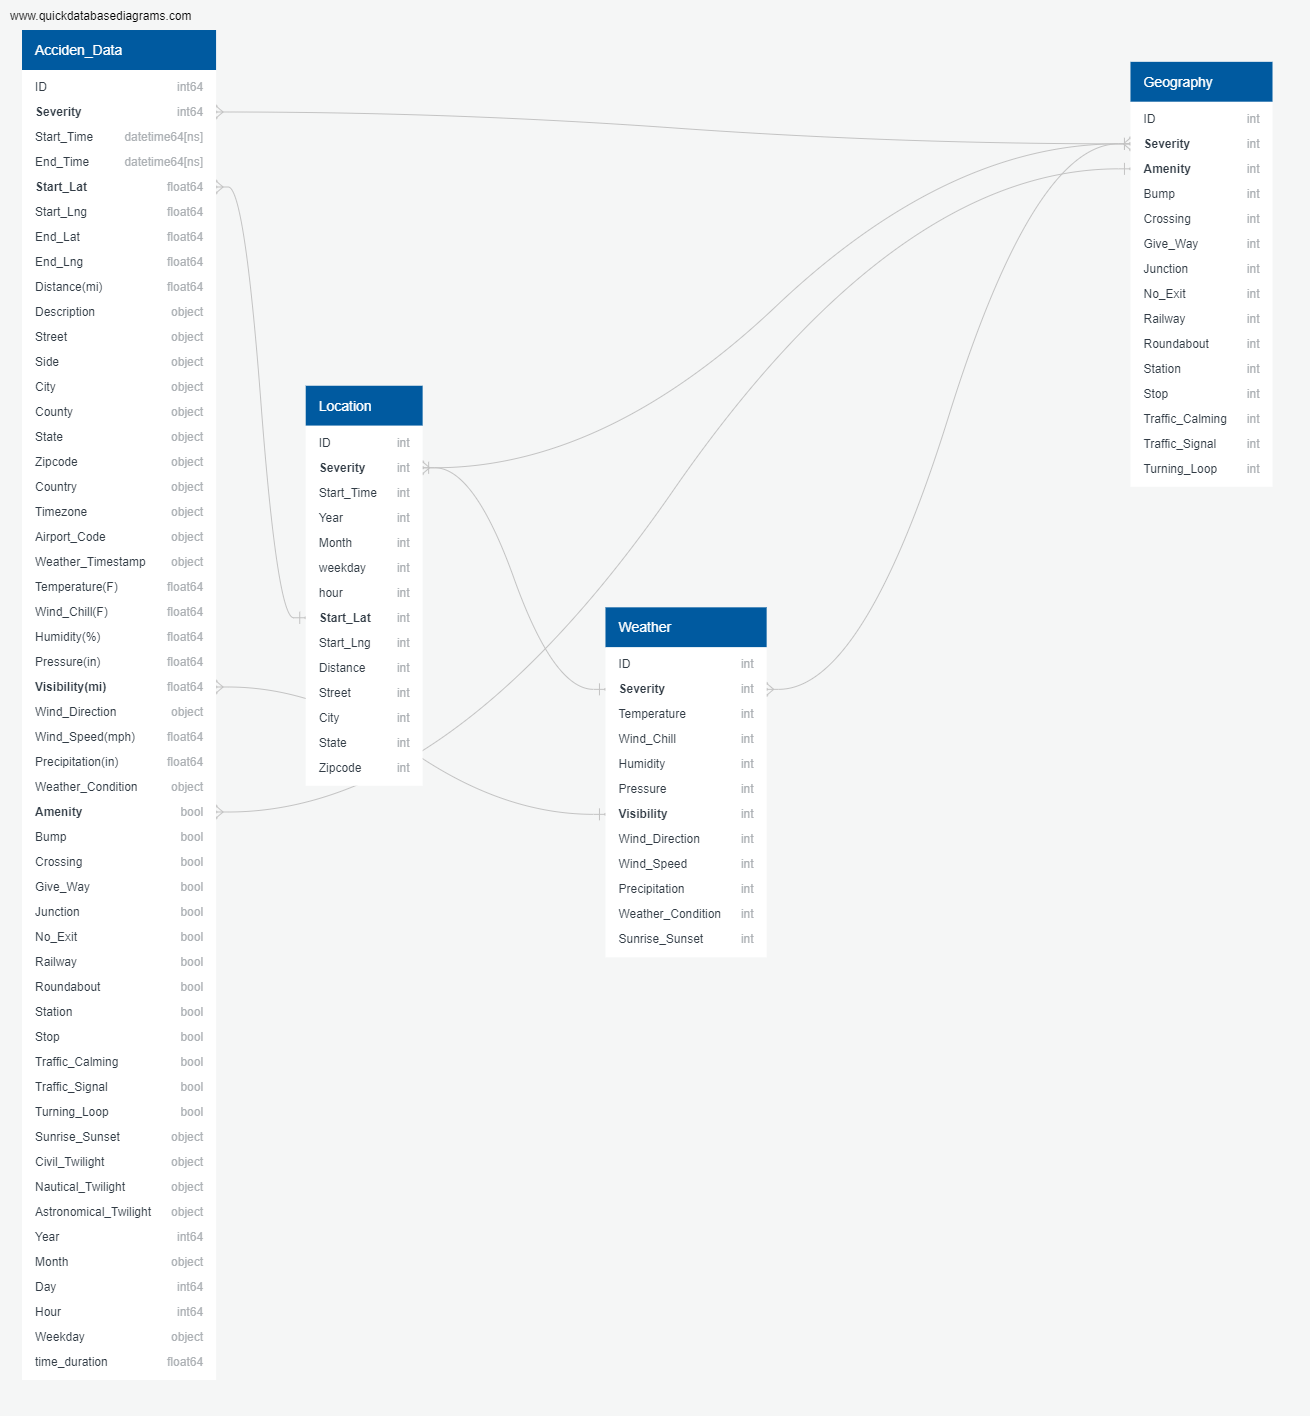 www.quickdatabasediagrams.com
Acciden_Data
ID int64
Severity int64
Start_Time datetime64[ns]
End_Time datetime64[ns]
Start_Lat float64
Start_Lng float64
End_Lat float64
End_Lng float64
Distance(mi) float64
Description object
Street object
Side object
City object
County object
State object
Zipcode object
Country object
Timezone object
Airport_Code object
Weather_Timestamp object
Temperature(F) float64
Wind_Chill(F) float64
Humidity(%) float64
Pressure(in) float64
Visibility(mi) float64
Wind_Direction object
Wind_Speed(mph) float64
Precipitation(in) float64
Weather_Condition object
Amenity bool
Bump bool
Crossing bool
Give_Way bool
Junction bool
No_Exit bool
Railway bool
Roundabout bool
Station bool
Stop bool
Traffic_Calming bool
Traffic_Signal bool
Turning_Loop bool
Sunrise_Sunset object
Civil_Twilight object
Nautical_Twilight object
Astronomical_Twilight object
Year int64
Month object
Day int64
Hour int64
Weekday object
time_duration float64
Location
ID int
Severity int
Start_Time int
Year int
Month int
weekday int
hour int
Start_Lat int
Start_Lng int
Distance int
Street int
City int
State int
Zipcode int
Weather
ID int
Severity int
Temperature int
Wind_Chill int
Humidity int
Pressure int
Visibility int
Wind_Direction int
Wind_Speed int
Precipitation int
Weather_Condition int
Sunrise_Sunset int
Geography
ID int
Severity int
Amenity int
Bump int
Crossing int
Give_Way int
Junction int
No_Exit int
Railway int
Roundabout int
Station int
Stop int
Traffic_Calming int
Traffic_Signal int
Turning_Loop int